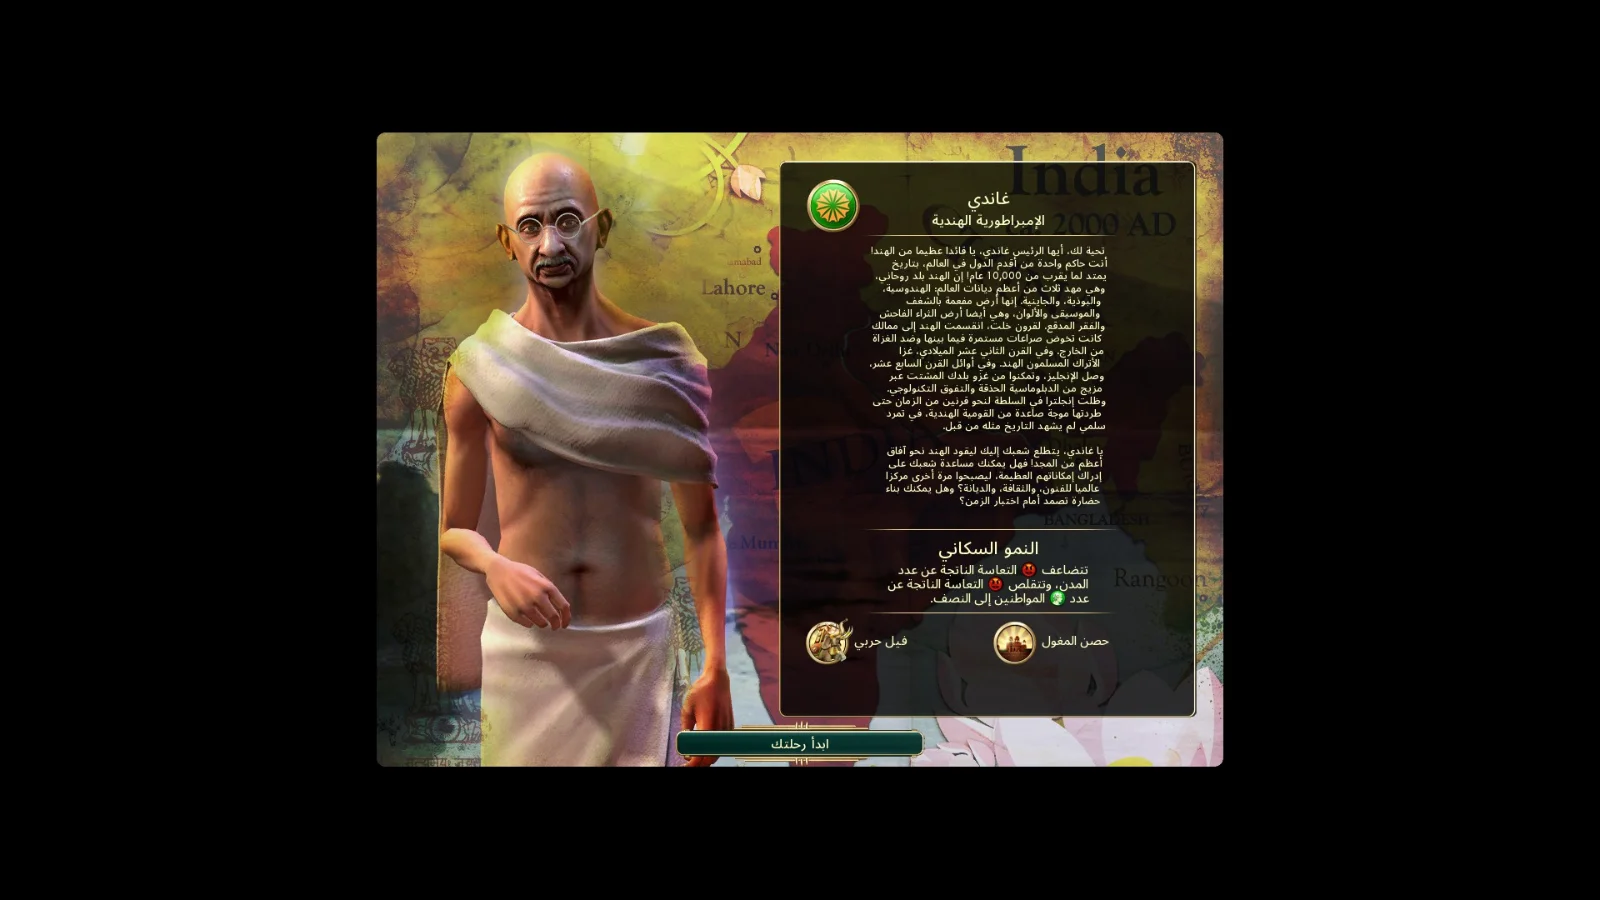 India
2000 AD
amabad
Lahore
غاندي
الإمبراطورية الهندية
تحية لك، أيها الرئيس غاندي، يا قائدا عظيما من الهند!
أنت حاكم واحدة من أقدم الدول في العالم، بتاريخ
يمتد لما يقرب من 10,000 عام! إن الهند بلد روحاني،
وهي مهد ثلاث من أعظم ديانات العالم: الهندوسية،
والبوذية، والجاينية. إنها أرض مفعمة بالشغف
والموسيقى والألوان، وهي أيضا أرض الثراء الفاحش
والفقر المدقع. لقرون خلت، انقسمت الهند إلى ممالك
كانت تخوض صراعات مستمرة فيما بينها وضد الغزاة
من الخارج. وفي القرن الثاني عشر الميلادي، غزا
الأتراك المسلمون الهند. وفي أوائل القرن السابع عشر،
وصل الإنجليز، وتمكنوا من غزو بلدك المشتت عبر
مزيج من الدبلوماسية الحذقة والتفوق التكنولوجي.
وظلت إنجلترا في السلطة لنحو قرنين من الزمان حتى
طردتها موجة صاعدة من القومية الهندية، في تمرد
سلمي لم يشهد التاريخ مثله من قبل.
يا غاندي، يتطلع شعبك إليك ليقود الهند نحو آفاق
أعظم من المجد! فهل يمكنك مساعدة شعبك على
إدراك إمكاناتهم العظيمة، ليصبحوا مرة أخرى مركزا
عالميا للفنون، والثقافة، والديانة؟ وهل يمكنك بناء
حضارة تصمد أمام اختبار الزمن؟
BANGLADESH
Rangoon
النمو السكاني
تتضاعف التعاسة الناتجة عن عدد
المدن، وتتقلص التعاسة الناتجة عن
عدد المواطنين إلى النصف.
حصن المغول
فيل حربي
ابدأ رحلتك